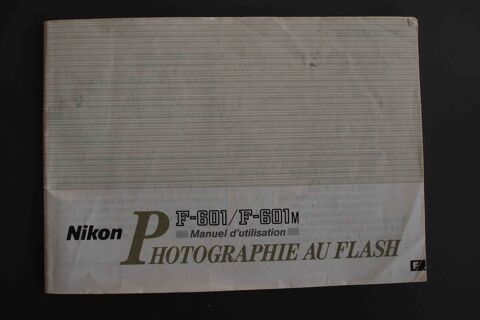 F-601/F-601M
Manuel d'utilisation
Nikon
PHOTOGRAPHIE AU FLASH
F